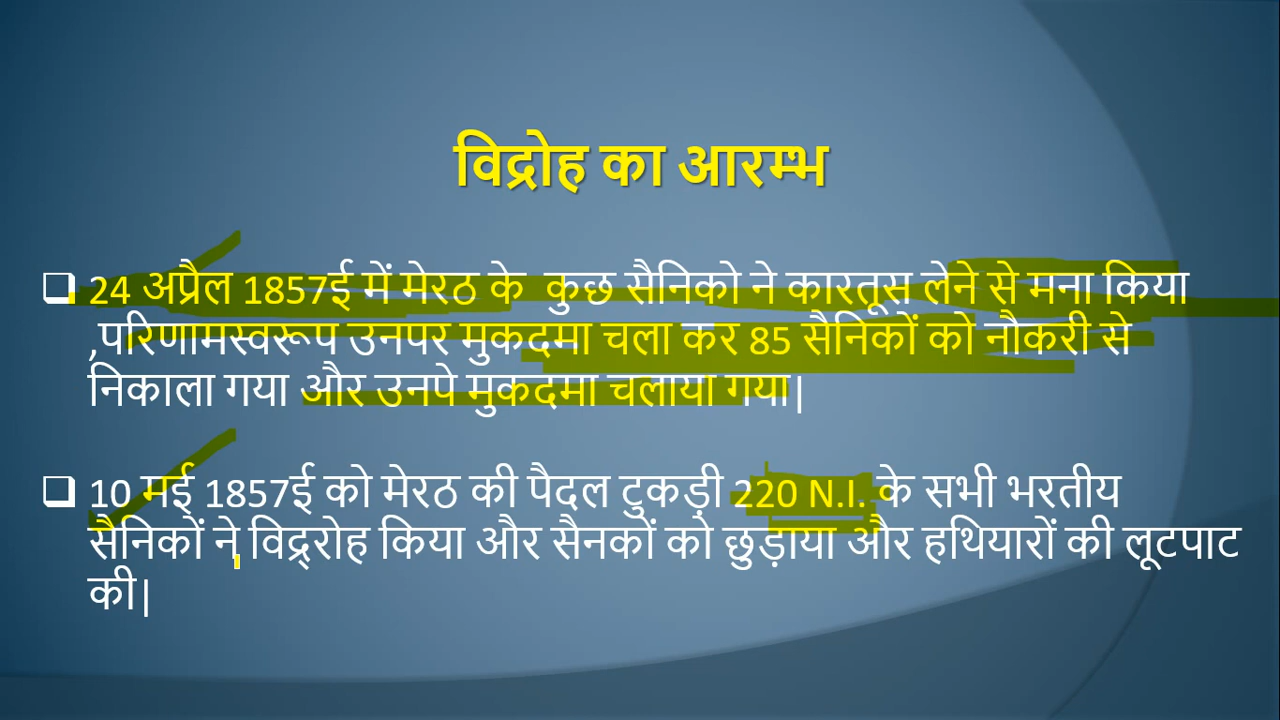 विद्रोह का आरम्भ
24 अप्रैल 1857ई में मेरठ के कुछ सैनिको ने कारतूस लेने से मना किया
,परिणामस्वरूप उनपर मुकदमा चला कर 85 सैनिकों को नौकरी से
निकाला गया और उनपे मुकदमा चलाया गया|
10 मई 1857ई को मेरठ की पैदल टुकड़ी 220 N.I. के सभी भरतीय
सैनिकों ने विद्र्रोह किया और सैनकों को छुड़ाया और हथियारों की लूटपाट
की|